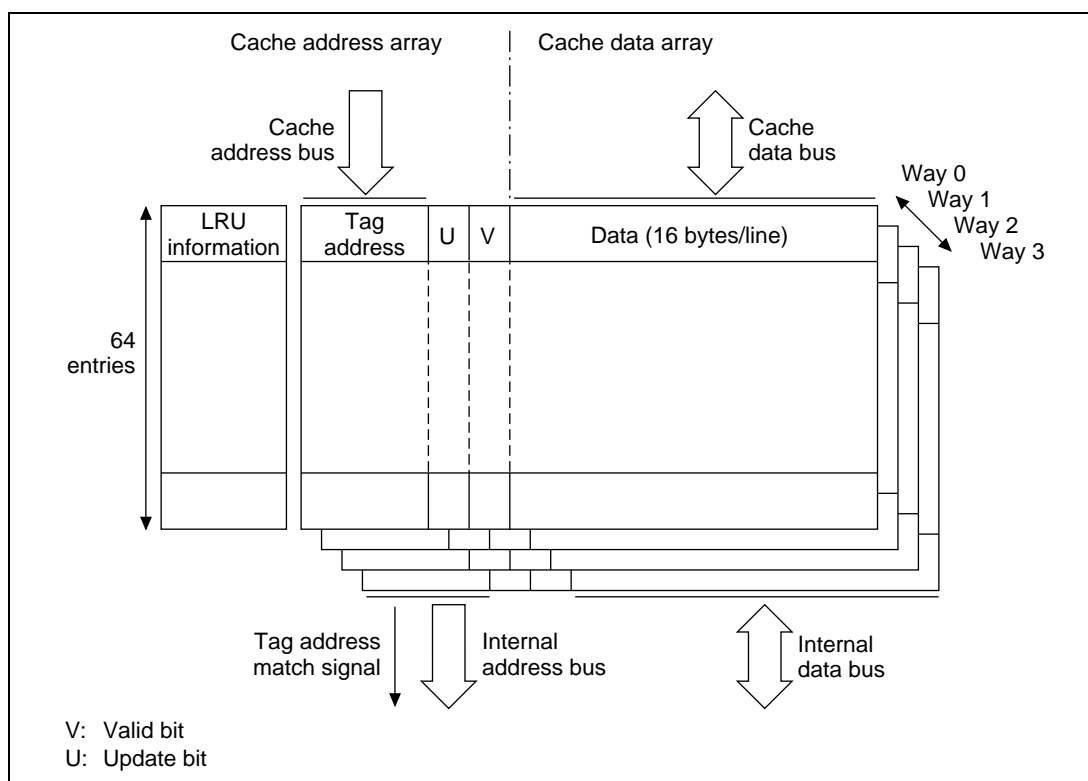 Cache address array
Cache data array
Cache
address bus
Cache
data bus
Way 0
Way 1
Way 2
Way 3
LRU
information
Tag
address
U
V
Data (16 bytes/line)
64
entries
Tag address
match signal
Internal
address bus
Internal
data bus
V: Valid bit
U: Update bit